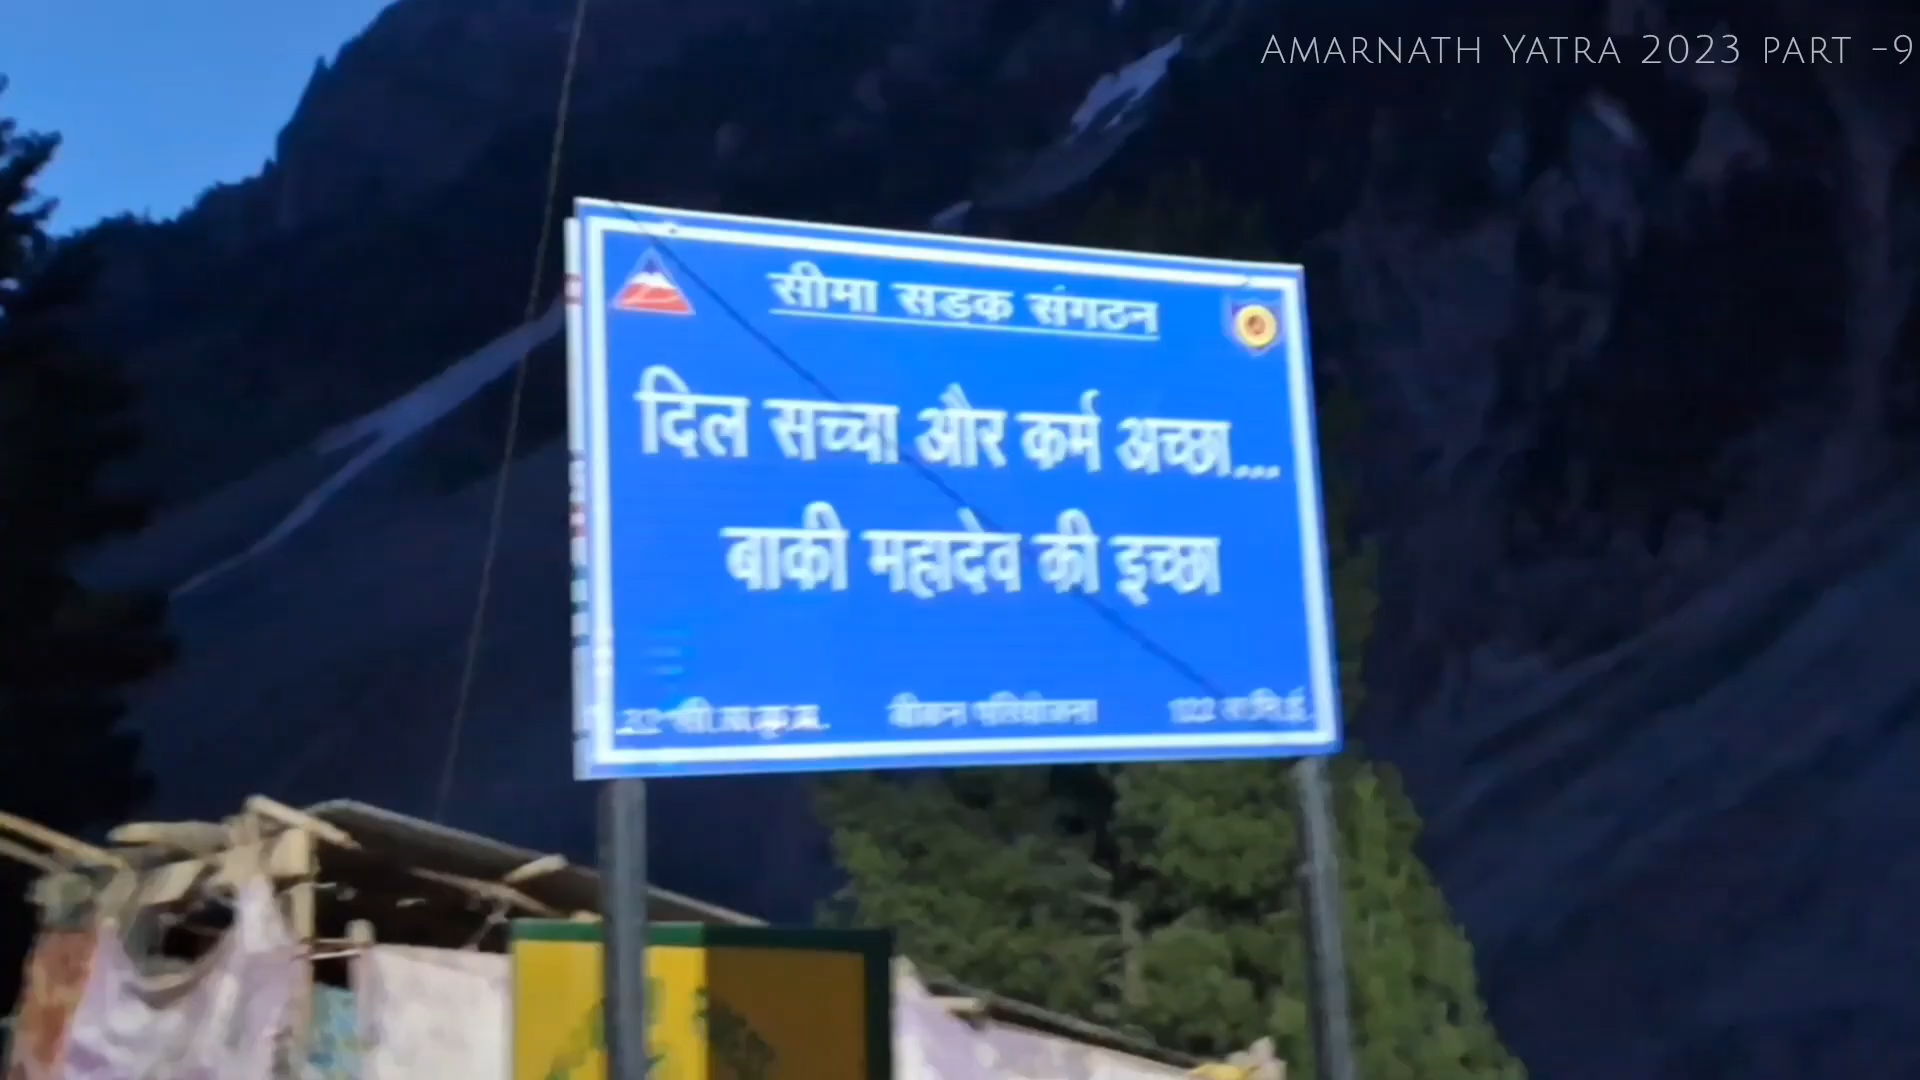 AMARNATH YATRA 2023 PART -9
सीमा सडक संगठन
दिल सच्चा और कर्म अच्छा...
बाकी महादेव की इच्छा